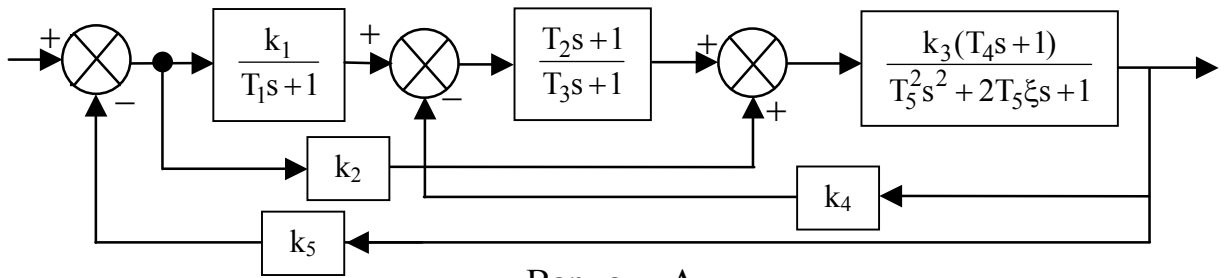 + k₁ + T₂s+1 + k₃(T₄s+1)
− T₁s+1 − T₃s+1 + T₅²s²+2T₅ξs+1
k₂
k₄
k₅